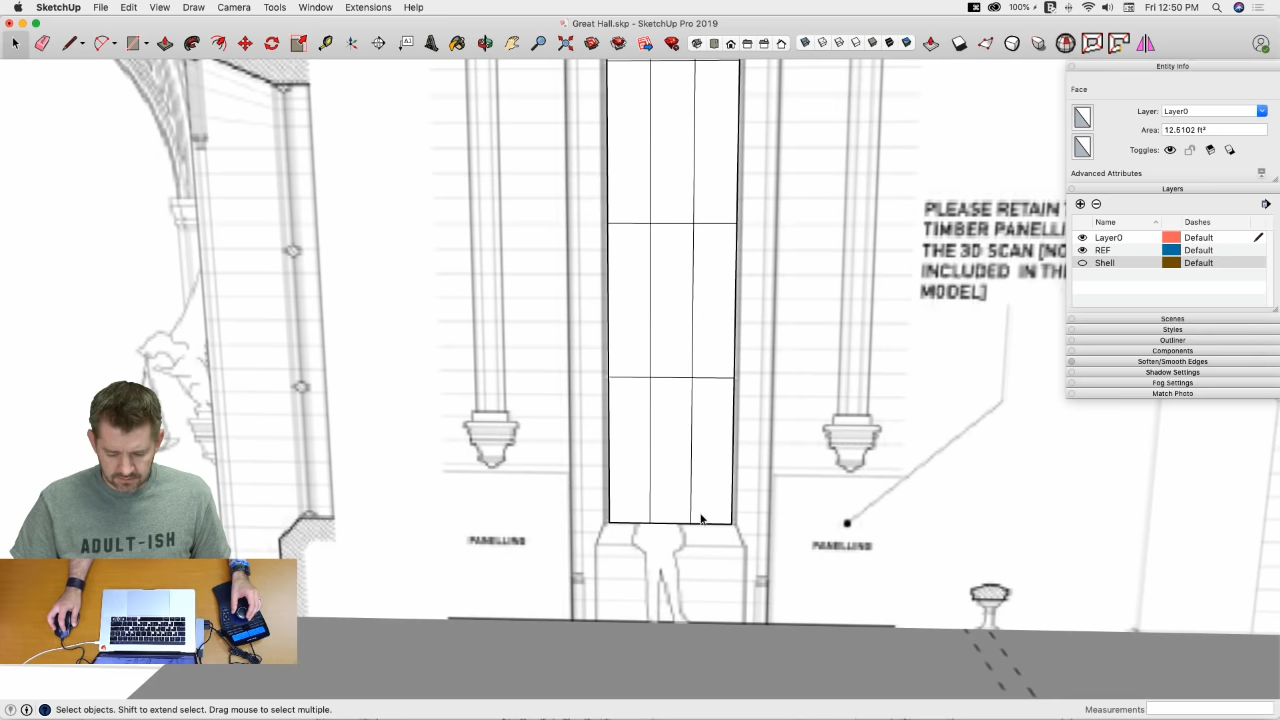 SketchUp File Edit View Draw Camera Tools Window Extensions Help 100% Fri 12:50 PM
Great Hall.skp - SketchUp Pro 2019
Entity Info
Face
Layer: Layer0
Area: 12.5102 ft²
Toggles:
Advanced Attributes
Layers
Name Dashes
Layer0 Default
REF Default
Shell Default
Scenes
Styles
Outliner
Components
Soften/Smooth Edges
Shadow Settings
Fog Settings
Match Photo
PLEASE RETAIN
TIMBER PANELLI
THE 3D SCAN [NO
INCLUDED IN TH
MODEL]
PANELLING
PANELLING
ADULT-ISH
Select objects. Shift to extend select. Drag mouse to select multiple.
Measurements